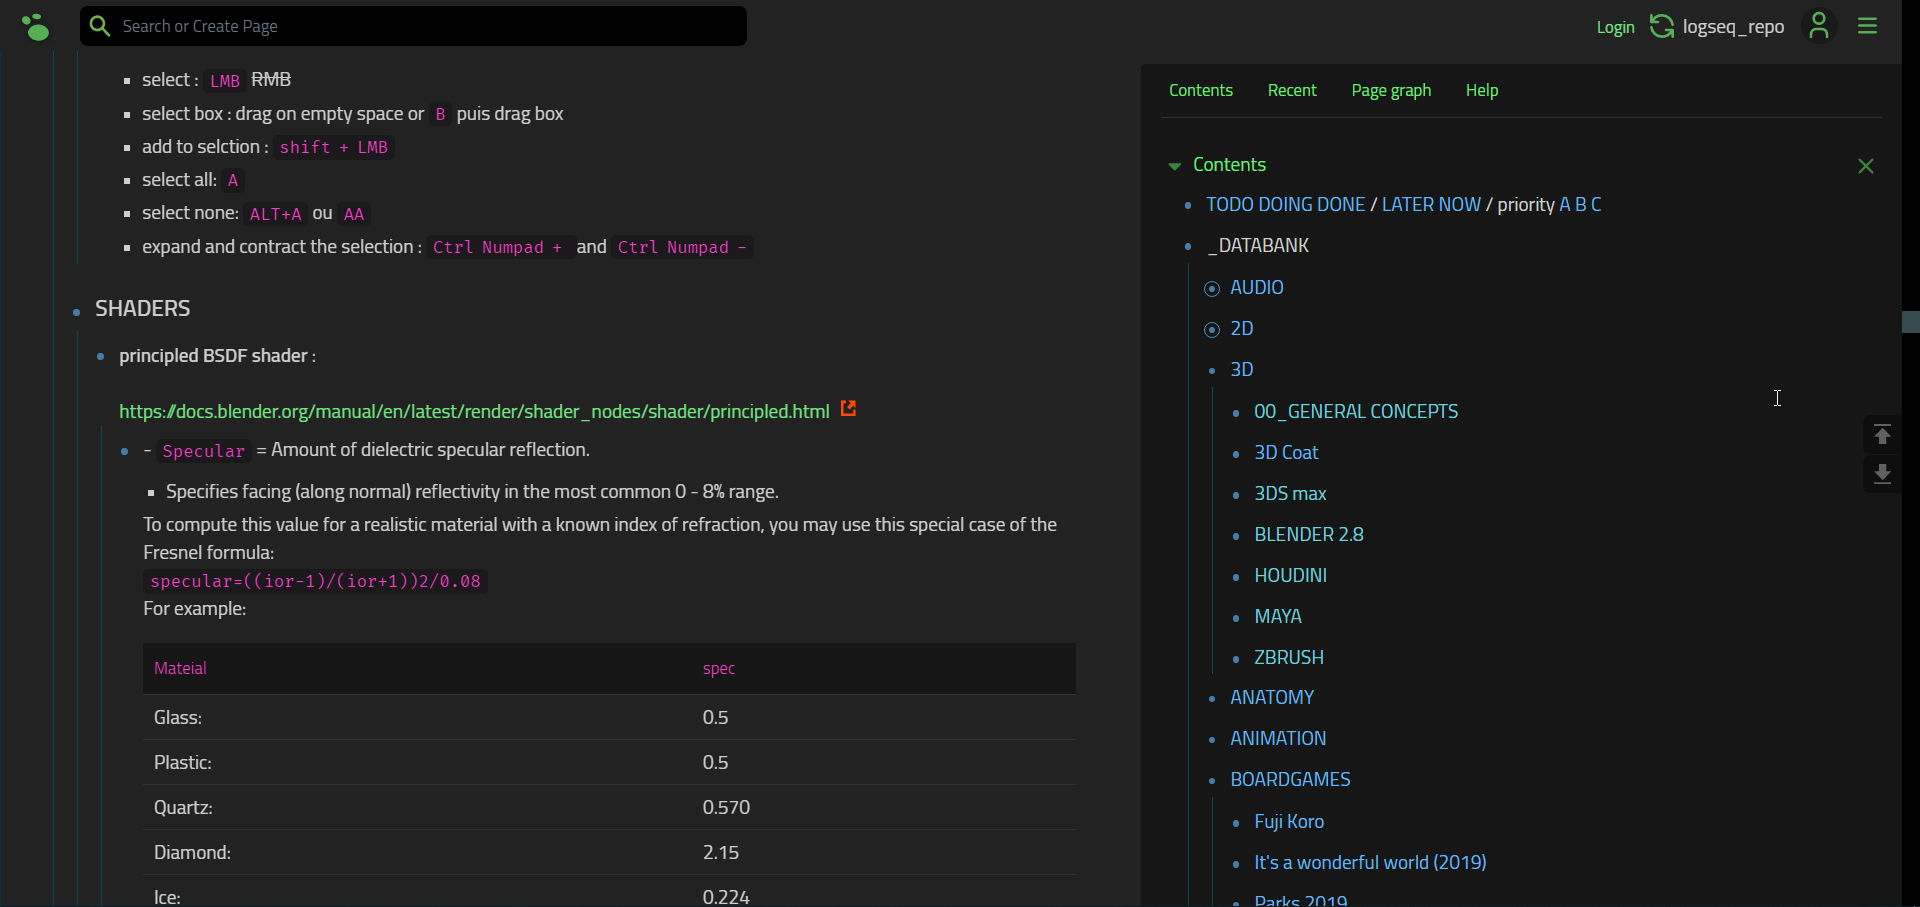 Search or Create Page
Login
logseq_repo
select : LMB RMB
select box : drag on empty space or B puis drag box
add to selction : shift + LMB
select all: A
select none: ALT+A ou AA
expand and contract the selection : Ctrl Numpad + and Ctrl Numpad -
SHADERS
principled BSDF shader :
https://docs.blender.org/manual/en/latest/render/shader_nodes/shader/principled.html
- Specular = Amount of dielectric specular reflection.
Specifies facing (along normal) reflectivity in the most common 0 - 8% range.
To compute this value for a realistic material with a known index of refraction, you may use this special case of the
Fresnel formula:
specular=((ior-1)/(ior+1))2/0.08
For example:
Mateial spec
Glass: 0.5
Plastic: 0.5
Quartz: 0.570
Diamond: 2.15
Ice: 0.224
Contents Recent Page graph Help
Contents
TODO DOING DONE / LATER NOW / priority A B C
_DATABANK
AUDIO
2D
3D
00_GENERAL CONCEPTS
3D Coat
3DS max
BLENDER 2.8
HOUDINI
MAYA
ZBRUSH
ANATOMY
ANIMATION
BOARDGAMES
Fuji Koro
It's a wonderful world (2019)
Parks 2019